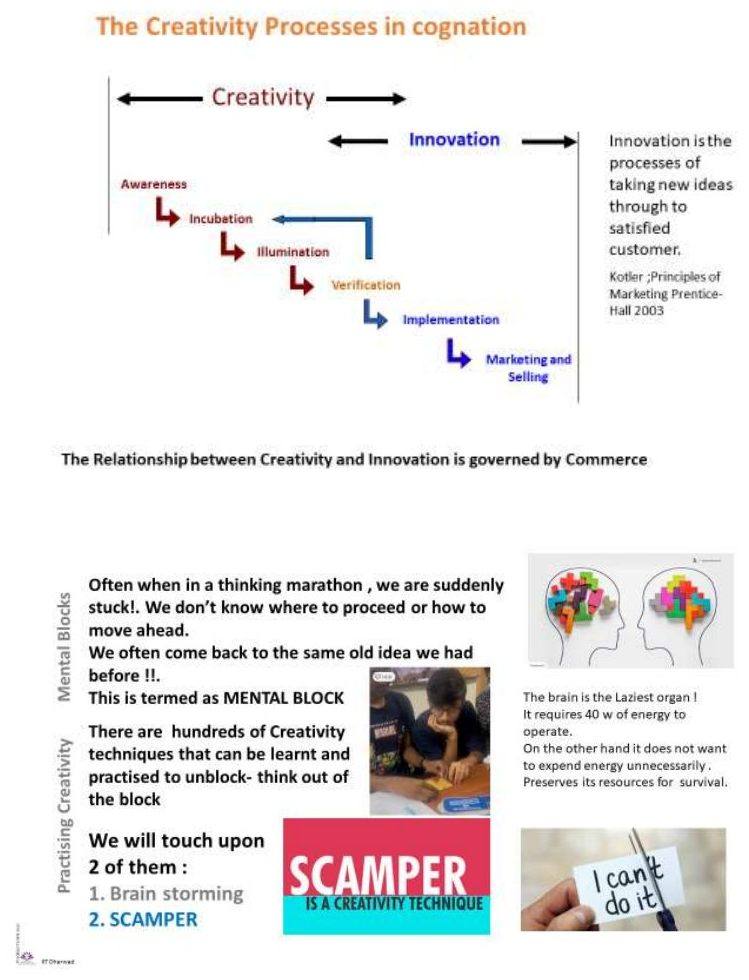 The Creativity Processes in cognation
Creativity
Innovation
Awareness
Incubation
Illumination
Verification
Implementation
Marketing and
Selling
Innovation is the
processes of
taking new ideas
through to
satisfied
customer.
Kotler ;Principles of
Marketing Prentice-
Hall 2003
The Relationship between Creativity and Innovation is governed by Commerce
Mental Blocks
Often when in a thinking marathon , we are suddenly
stuck!. We don’t know where to proceed or how to
move ahead.
We often come back to the same old idea we had
before !!.
This is termed as MENTAL BLOCK
Practising Creativity
There are hundreds of Creativity
techniques that can be learnt and
practised to unblock- think out of
the block
We will touch upon
2 of them :
1. Brain storming
2. SCAMPER
SCAMPER
IS A CREATIVITY TECHNIQUE
The brain is the Laziest organ !
It requires 40 w of energy to
operate.
On the other hand it does not want
to expend energy unnecessarily .
Preserves its resources for survival.
I can't
do it
IIT Dharwad